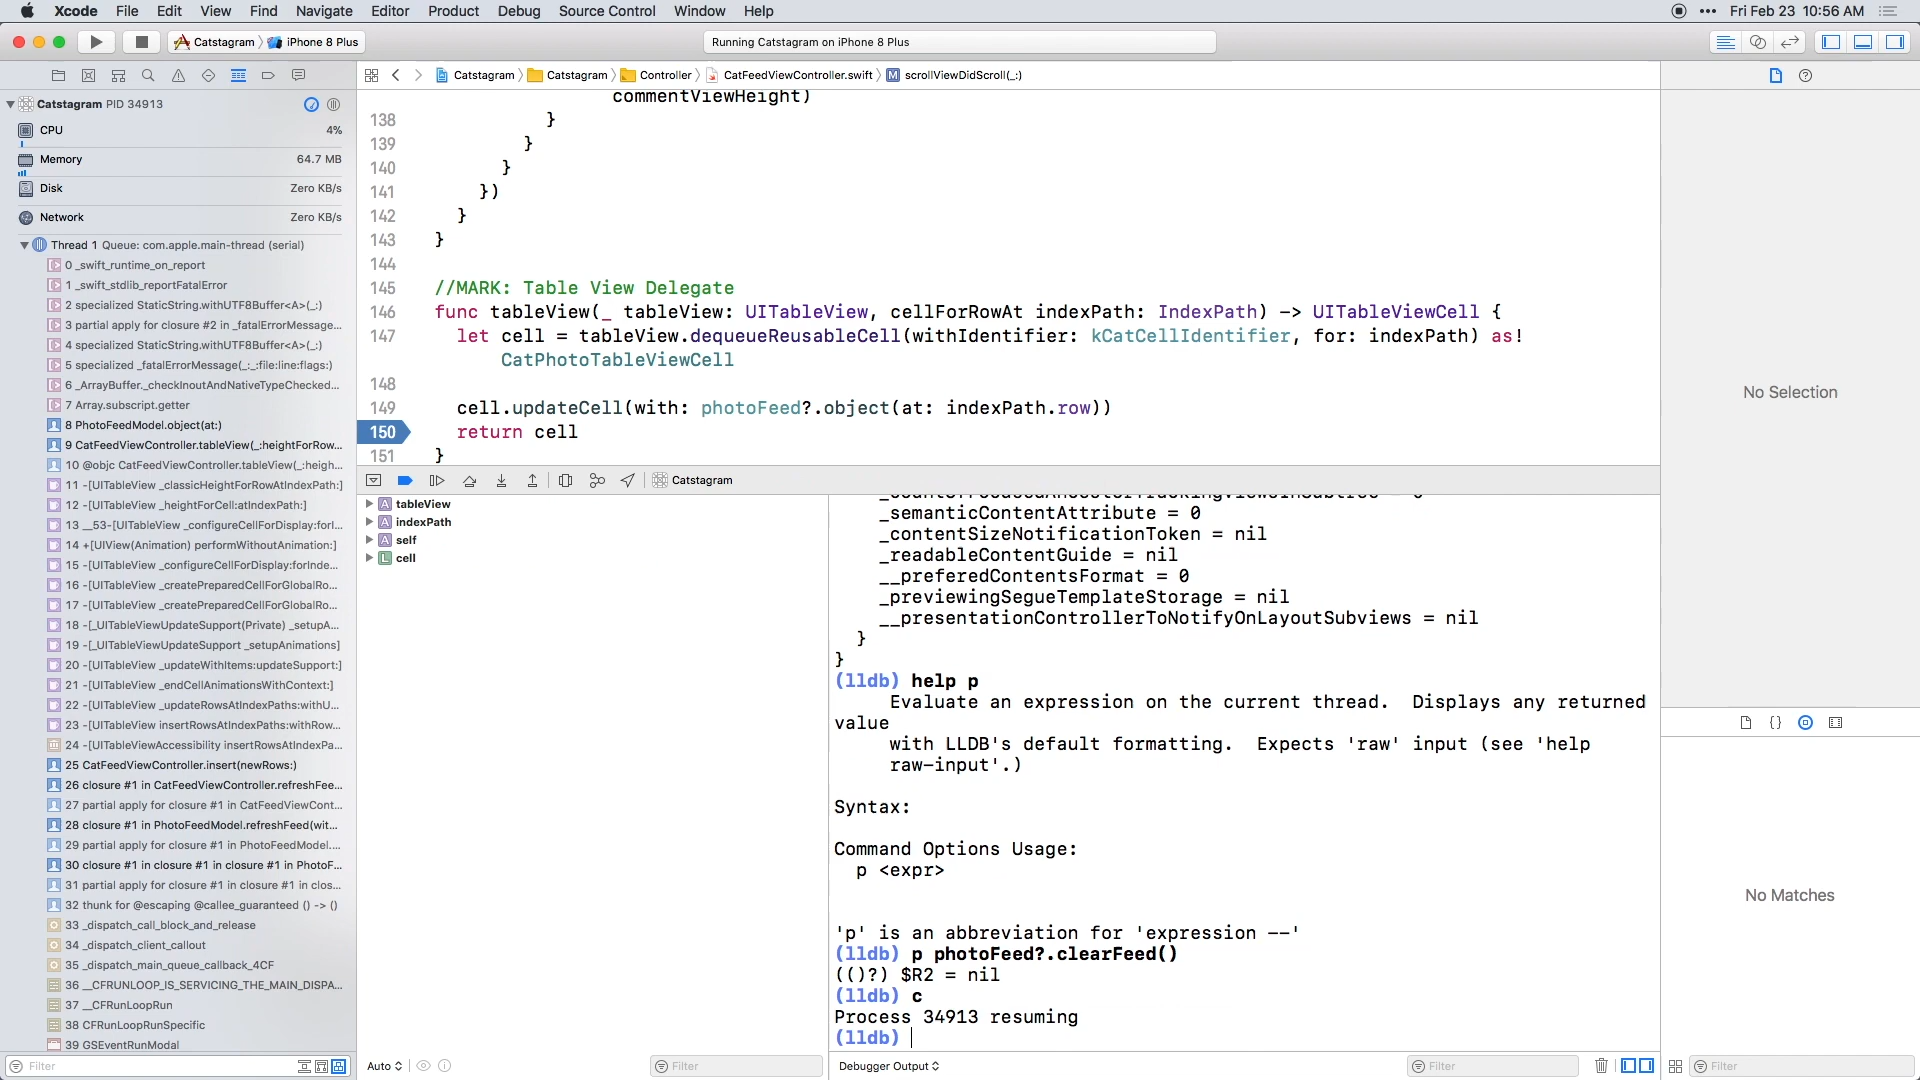 Xcode File Edit View Find Navigate Editor Product Debug Source Control Window Help
Fri Feb 23 10:56 AM
Catstagram iPhone 8 Plus
Running Catstagram on iPhone 8 Plus
Catstagram Catstagram Controller CatFeedViewController.swift M scrollViewDidScroll(_:)
Catstagram PID 34913
CPU 4%
Memory 64.7 MB
Disk Zero KB/s
Network Zero KB/s
Thread 1 Queue: com.apple.main-thread (serial)
0 _swift_runtime_on_report
1 _swift_stdlib_reportFatalError
2 specialized StaticString.withUTF8Buffer<A>(_:)
3 partial apply for closure #2 in _fatalErrorMessage...
4 specialized StaticString.withUTF8Buffer<A>(_:)
5 specialized _fatalErrorMessage(_:_:file:line:flags:)
6 _ArrayBuffer._checkInoutAndNativeTypeChecked...
7 Array.subscript.getter
8 PhotoFeedModel.object(at:)
9 CatFeedViewController.tableView(_:heightForRow...
10 @objc CatFeedViewController.tableView(_:heigh...
11 -[UITableView _classicHeightForRowAtIndexPath:]
12 -[UITableView _heightForCell:atIndexPath:]
13 __53-[UITableView _configureCellForDisplay:forI...
14 +[UIView(Animation) performWithoutAnimation:]
15 -[UITableView _configureCellForDisplay:forInde...
16 -[UITableView _createPreparedCellForGlobalRo...
17 -[UITableView _createPreparedCellForGlobalRo...
18 -[_UITableViewUpdateSupport(Private) _setupA...
19 -[_UITableViewUpdateSupport _setupAnimations]
20 -[UITableView _updateWithItems:updateSupport:]
21 -[UITableView _endCellAnimationsWithContext:]
22 -[UITableView _updateRowsAtIndexPaths:withU...
23 -[UITableView insertRowsAtIndexPaths:withRow...
24 -[UITableViewAccessibility insertRowsAtIndexPa...
25 CatFeedViewController.insert(newRows:)
26 closure #1 in CatFeedViewController.refreshFee...
27 partial apply for closure #1 in CatFeedViewCont...
28 closure #1 in PhotoFeedModel.refreshFeed(wit...
29 partial apply for closure #1 in PhotoFeedModel....
30 closure #1 in closure #1 in closure #1 in PhotoF...
31 partial apply for closure #1 in closure #1 in clos...
32 thunk for @escaping @callee_guaranteed () -> ()
33 _dispatch_call_block_and_release
34 _dispatch_client_callout
35 _dispatch_main_queue_callback_4CF
36 __CFRUNLOOP_IS_SERVICING_THE_MAIN_DISPA...
37 __CFRunLoopRun
38 CFRunLoopRunSpecific
39 GSEventRunModal
Filter
commentViewHeight)
138 }
139 }
140 }
141 })
142 }
143 }
144
145 //MARK: Table View Delegate
146 func tableView(_ tableView: UITableView, cellForRowAt indexPath: IndexPath) -> UITableViewCell {
147 let cell = tableView.dequeueReusableCell(withIdentifier: kCatCellIdentifier, for: indexPath) as!
CatPhotoTableViewCell
148
149 cell.updateCell(with: photoFeed?.object(at: indexPath.row))
150 return cell
151 }
Catstagram
A tableView
A indexPath
A self
L cell
Auto
Filter
_semanticContentAttribute = 0
_contentSizeNotificationToken = nil
_readableContentGuide = nil
__preferedContentsFormat = 0
_previewingSegueTemplateStorage = nil
__presentationControllerToNotifyOnLayoutSubviews = nil
}
}
(lldb) help p
Evaluate an expression on the current thread.  Displays any returned
value
with LLDB's default formatting.  Expects 'raw' input (see 'help
raw-input'.)
Syntax:
Command Options Usage:
p <expr>
'p' is an abbreviation for 'expression --'
(lldb) p photoFeed?.clearFeed()
(()?) $R2 = nil
(lldb) c
Process 34913 resuming
(lldb)
Debugger Output
Filter
No Selection
No Matches
Filter